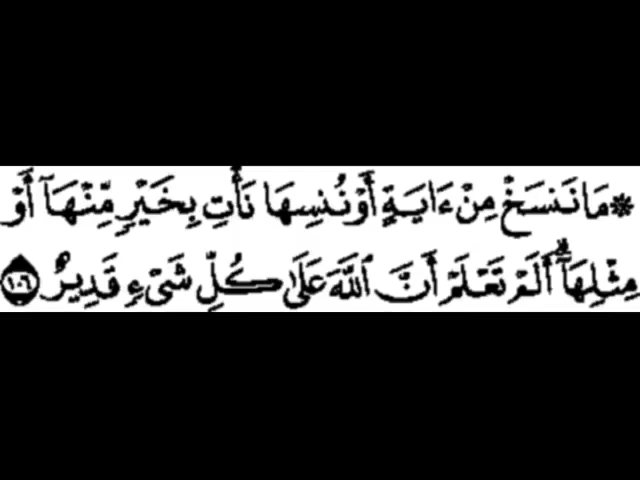 ۞ مَا نَنسَخْ مِنْ ءَايَةٍ أَوْ نُنسِهَا نَأْتِ بِخَيْرٍ مِّنْهَآ أَوْ
مِثْلِهَآ ۗ أَلَمْ تَعْلَمْ أَنَّ ٱللَّهَ عَلَىٰ كُلِّ شَىْءٍ قَدِيرٌ ١٠٦